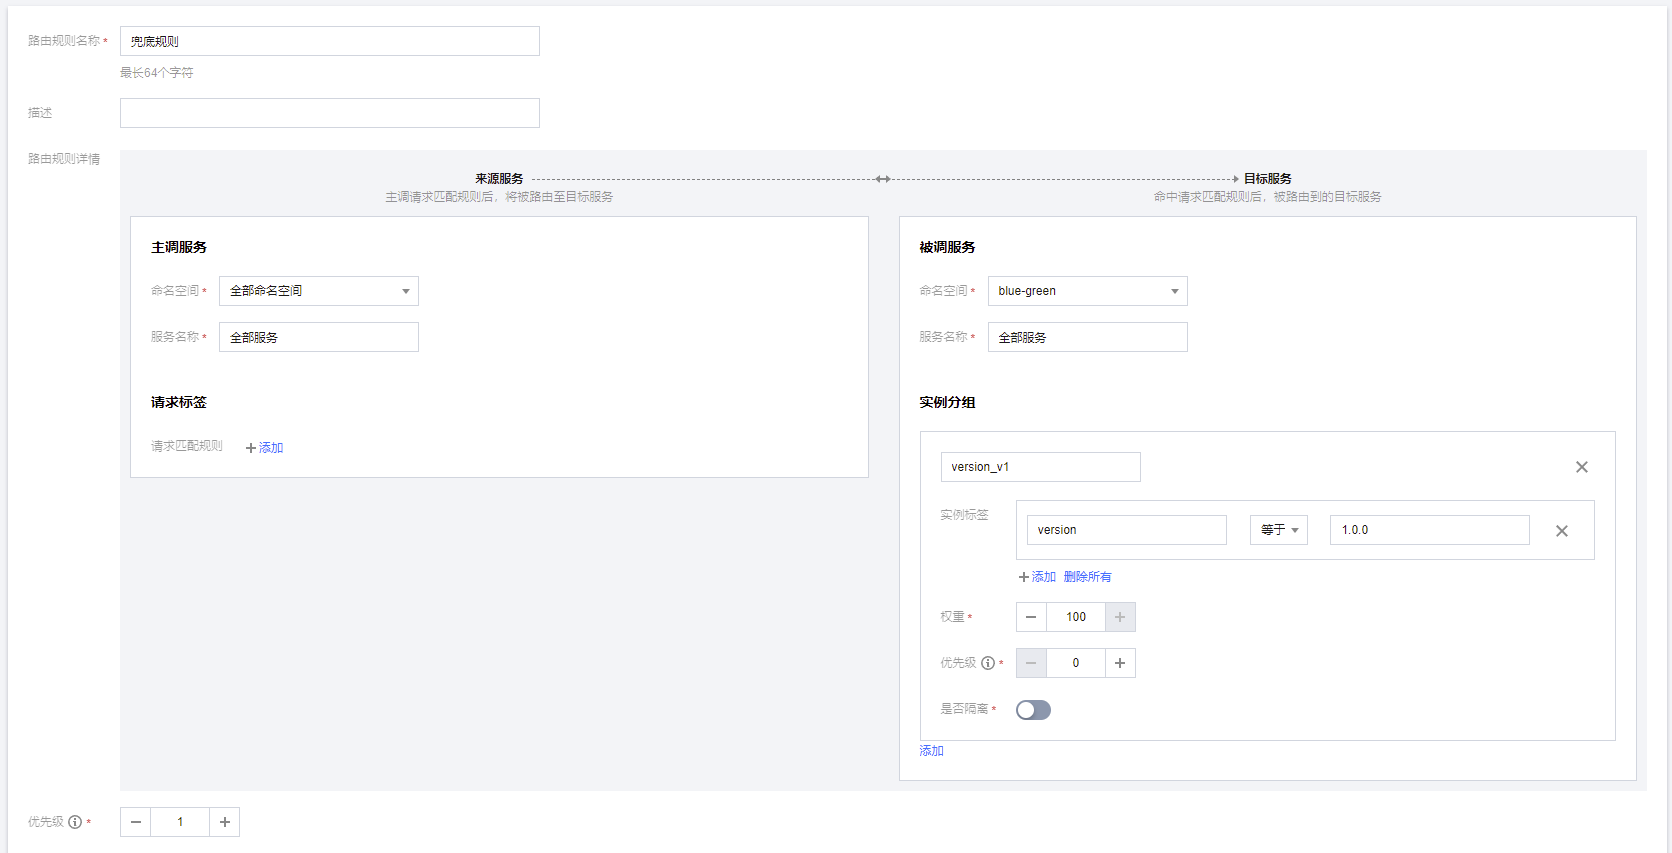 路由规则名称 * 兜底规则
最长64个字符
描述
路由规则详情
来源服务
主调请求匹配规则后，将被路由至目标服务
目标服务
命中请求匹配规则后，被路由到的目标服务
主调服务
命名空间 * 全部命名空间
服务名称 * 全部服务
请求标签
请求匹配规则 +添加
被调服务
命名空间 * blue-green
服务名称 * 全部服务
实例分组
version_v1
实例标签 version 等于 1.0.0
+添加 删除所有
权重 * 100
优先级 * 0
是否隔离 *
添加
优先级 * 1